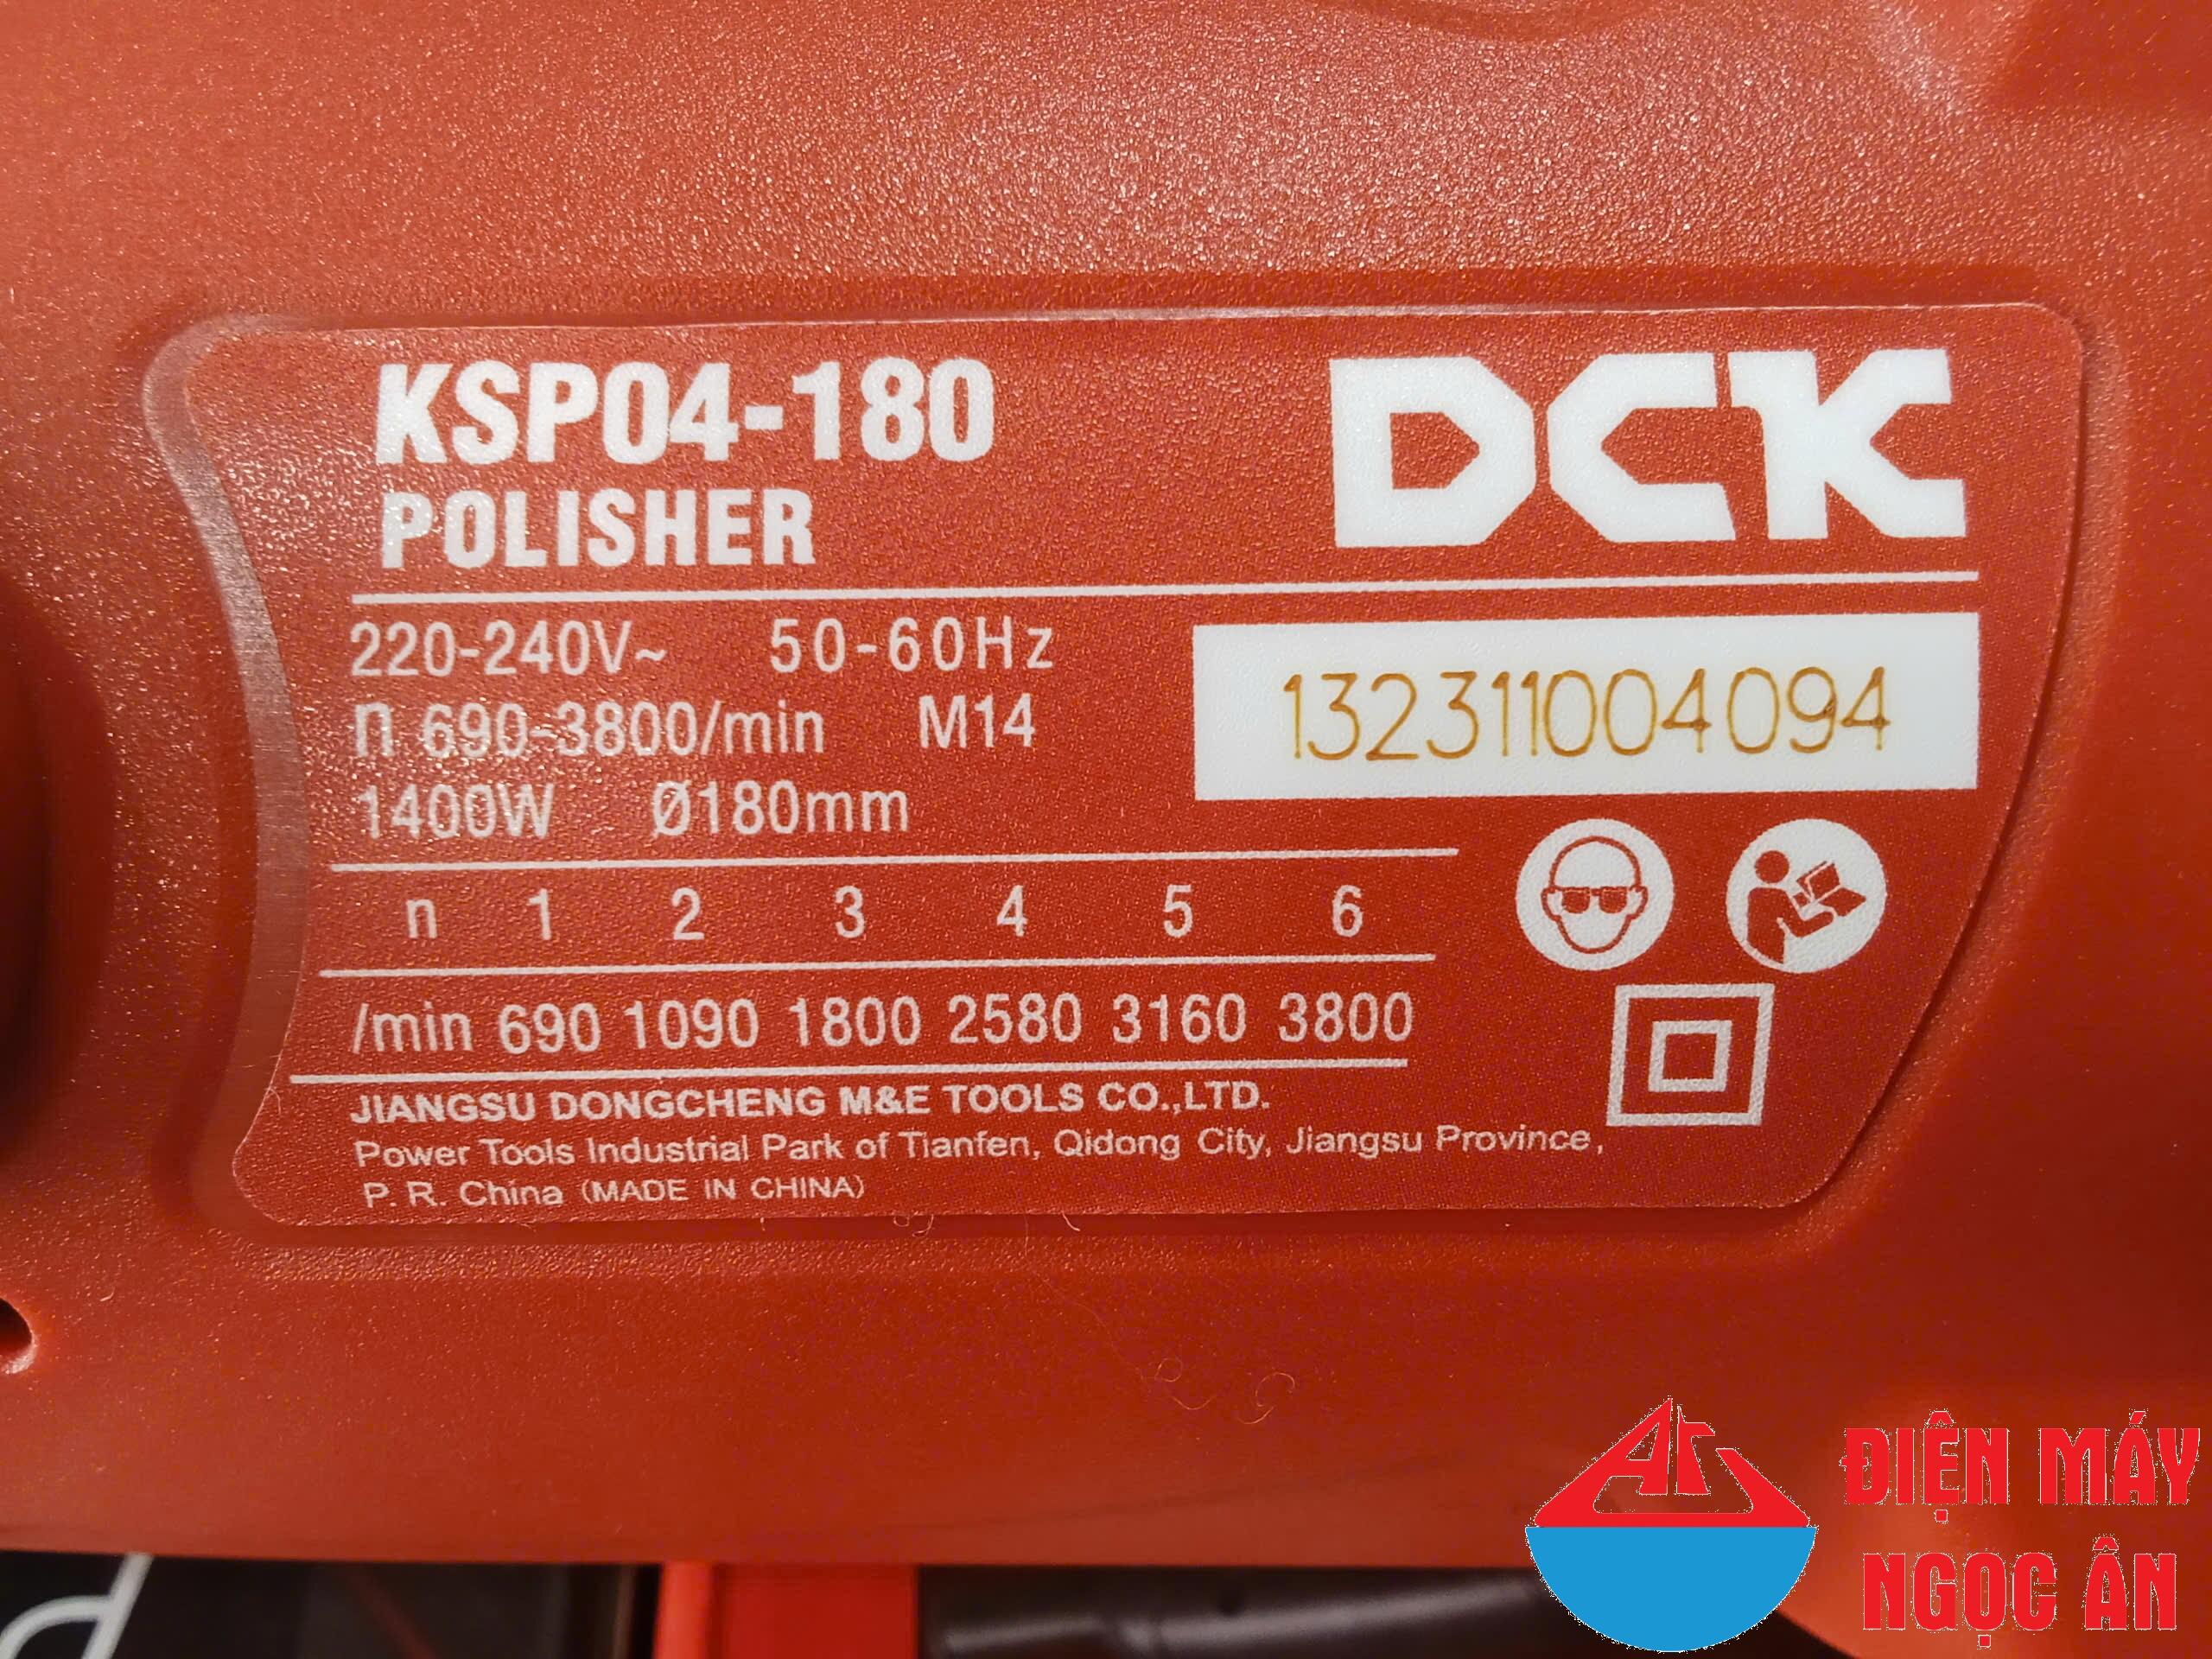 KSP04-180
DCK
POLISHER
220-240V~ 50-60Hz
n 690-3800/min M14
132311004094
1400W Ø180mm
n 1 2 3 4 5 6
/min 690 1090 1800 2580 3160 3800
JIANGSU DONGCHENG M&E TOOLS CO.,LTD.
Power Tools Industrial Park of Tianfen, Qidong City, Jiangsu Province,
P. R. China (MADE IN CHINA)
ĐIỆN MÁY
NGỌC ÂN